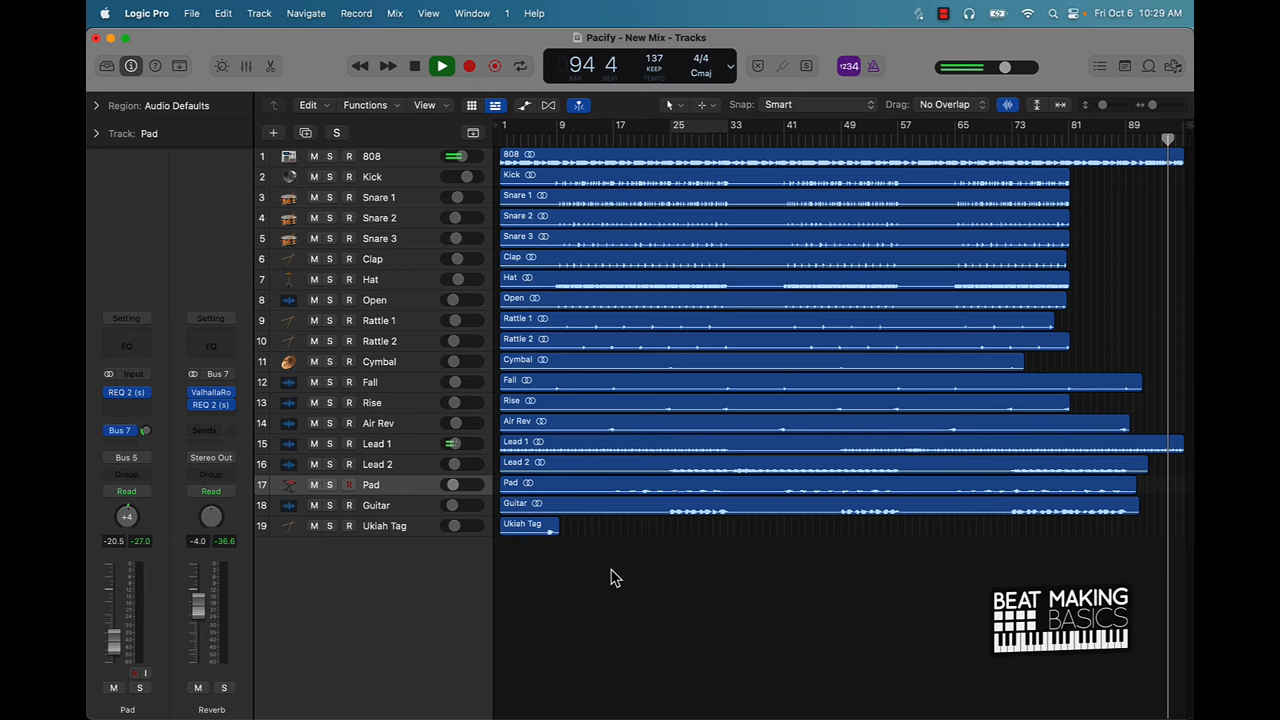 Logic Pro File Edit Track Navigate Record Mix View Window 1 Help Fri Oct 6 10:29 AM
Pacify - New Mix - Tracks
94 4 137 4/4
BAR BEAT KEEP TEMPO Cmaj
1234
Region: Audio Defaults
Edit Functions View Snap: Smart Drag: No Overlap
Track: Pad
S
1 9 17 25 33 41 49 57 65 73 81 89
1 M S R 808 808
2 M S R Kick Kick
3 M S R Snare 1 Snare 1
4 M S R Snare 2 Snare 2
5 M S R Snare 3 Snare 3
6 M S R Clap Clap
7 M S R Hat Hat
8 M S R Open Open
9 M S R Rattle 1 Rattle 1
10 M S R Rattle 2 Rattle 2
11 M S R Cymbal Cymbal
12 M S R Fall Fall
13 M S R Rise Rise
14 M S R Air Rev Air Rev
15 M S R Lead 1 Lead 1
16 M S R Lead 2 Lead 2
17 M S R Pad Pad
18 M S R Guitar Guitar
19 M S R Ukiah Tag Ukiah Tag
Setting Setting
EQ EQ
Input Bus 7
REQ 2 (s) ValhallaRo
REQ 2 (s)
Bus 7 Sends
Bus 5 Stereo Out
Group Group
Read Read
+4
-20.5 -27.0 -4.0 -36.6
R I
M S M S
Pad Reverb
BEAT MAKING
BASICS